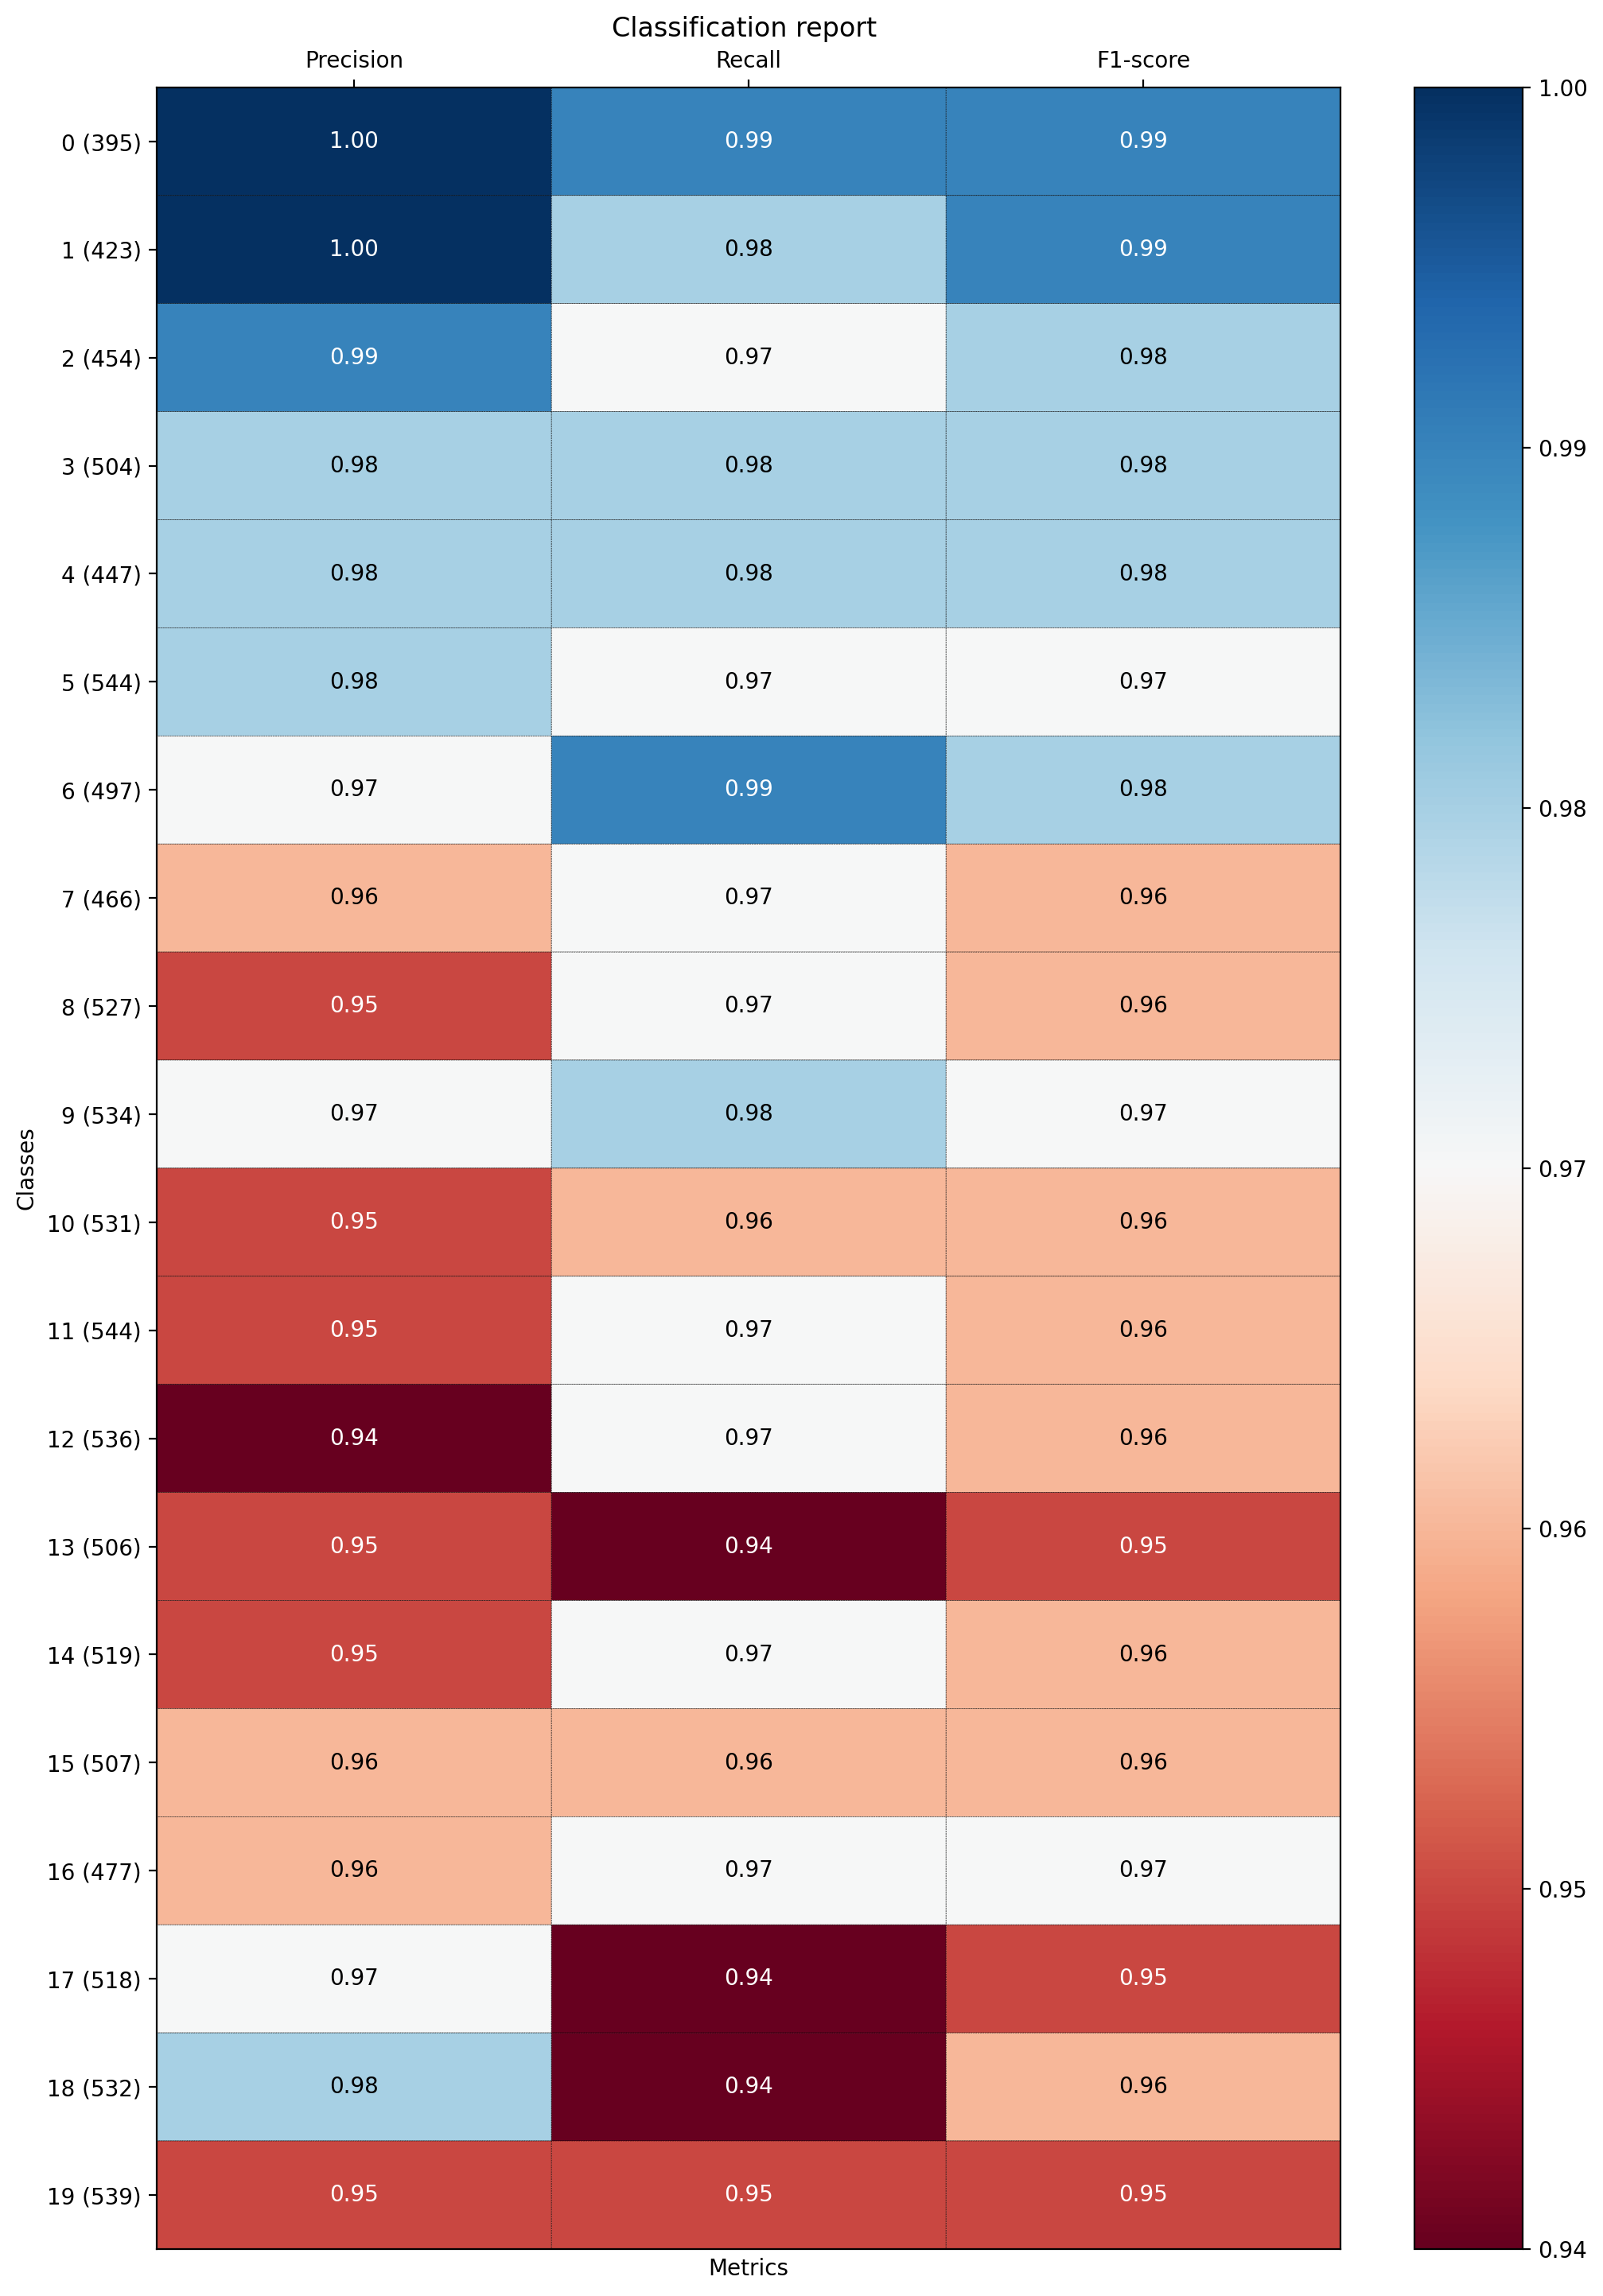 Classification report
Precision Recall F1-score
0 (395) 1.00 0.99 0.99
1 (423) 1.00 0.98 0.99
2 (454) 0.99 0.97 0.98
3 (504) 0.98 0.98 0.98
4 (447) 0.98 0.98 0.98
5 (544) 0.98 0.97 0.97
6 (497) 0.97 0.99 0.98
7 (466) 0.96 0.97 0.96
8 (527) 0.95 0.97 0.96
9 (534) 0.97 0.98 0.97
10 (531) 0.95 0.96 0.96
11 (544) 0.95 0.97 0.96
12 (536) 0.94 0.97 0.96
13 (506) 0.95 0.94 0.95
14 (519) 0.95 0.97 0.96
15 (507) 0.96 0.96 0.96
16 (477) 0.96 0.97 0.97
17 (518) 0.97 0.94 0.95
18 (532) 0.98 0.94 0.96
19 (539) 0.95 0.95 0.95
Classes
Metrics
1.00
0.99
0.98
0.97
0.96
0.95
0.94